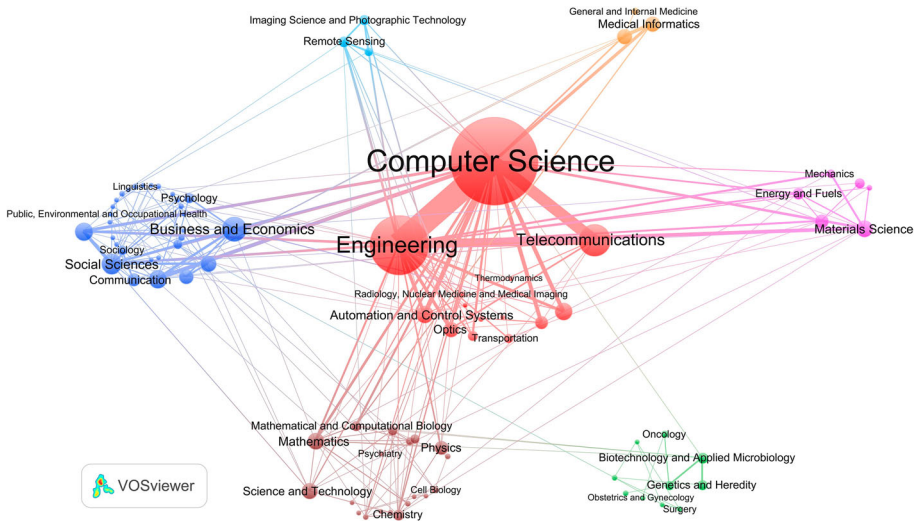 General and Internal Medicine
Imaging Science and Photographic Technology
Medical Informatics
Remote Sensing
Computer Science
Mechanics
Linguistics
Energy and Fuels
Psychology
Public, Environmental and Occupational Health
Business and Economics
Materials Science
Engineering
Telecommunications
Sociology
Social Sciences
Communication
Thermodynamics
Radiology, Nuclear Medicine and Medical Imaging
Automation and Control Systems
Optics
Transportation
Mathematical and Computational Biology
Oncology
Mathematics
Physics
Psychiatry
Biotechnology and Applied Microbiology
Genetics and Heredity
Science and Technology
Cell Biology
Obstetrics and Gynecology
Surgery
Chemistry
VOSviewer